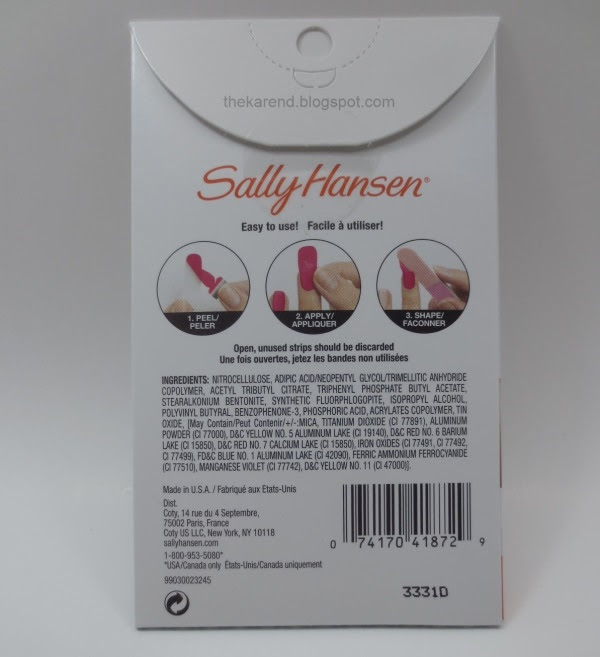 thekarend.blogspot.com
Sally Hansen®
Easy to use! Facile à utiliser!
1. PEEL/
PELER
2. APPLY/
APPLIQUER
3. SHAPE/
FACONNER
Open, unused strips should be discarded
Une fois ouvertes, jetez les bandes non utilisées
INGREDIENTS: NITROCELLULOSE, ADIPIC ACID/NEOPENTYL GLYCOL/TRIMELLITIC ANHYDRIDE
COPOLYMER, ACETYL TRIBUTYL CITRATE, TRIPHENYL PHOSPHATE BUTYL ACETATE,
STEARALKONIUM BENTONITE, SYNTHETIC FLUORPHLOGOPITE, ISOPROPYL ALCOHOL,
POLYVINYL BUTYRAL, BENZOPHENONE-3, PHOSPHORIC ACID, ACRYLATES COPOLYMER, TIN
OXIDE, [May Contain/Peut Contenir/+/-:MICA, TITANIUM DIOXIDE (CI 77891), ALUMINUM
POWDER (CI 77000), D&C YELLOW NO. 5 ALUMINUM LAKE (CI 19140), D&C RED NO. 6 BARIUM
LAKE (CI 15850), D&C RED NO. 7 CALCIUM LAKE (CI 15850), IRON OXIDES (CI 77491, CI 77492,
CI 77499), FD&C BLUE NO. 1 ALUMINUM LAKE (CI 42090), FERRIC AMMONIUM FERROCYANIDE
(CI 77510), MANGANESE VIOLET (CI 77742), D&C YELLOW NO. 11 (CI 47000)].
Made in U.S.A. / Fabriqué aux Etats-Unis
Dist.
Coty, 14 rue du 4 Septembre,
75002 Paris, France
Coty US LLC, New York, NY 10118
sallyhansen.com
1-800-953-5080*
*USA/Canada only États-Unis/Canada uniquement
99030023245
0 74170 41872 9
3331D